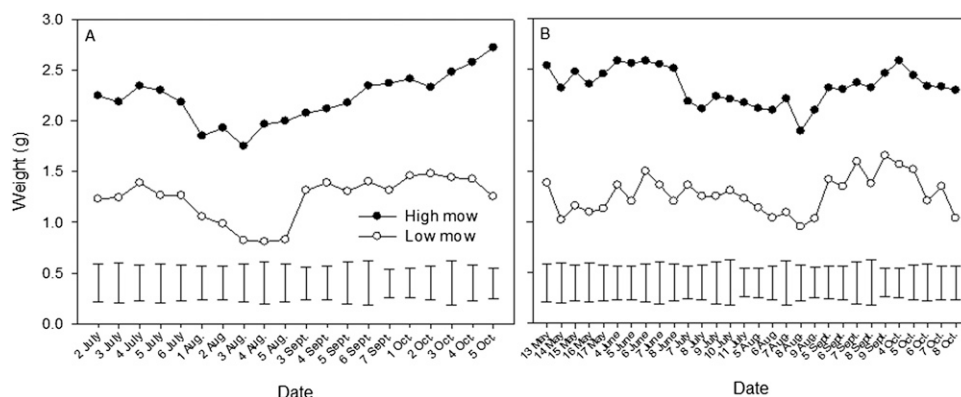 3.0
A
B
2.5
2.0
1.5
High mow
Low mow
1.0
0.5
0.0
Weight (g)
2 July
3 July
4 July
5 July
6 July
1 Aug.
2 Aug
3 Aug.
4 Aug.
5 Aug.
3 Sept.
4 Sept
5 Sept
6 Sept
7 Sept
1 Oct
2 Oct
3 Oct
4 Oct
5 Oct
13 May
14 May
15 May
16 May
17 May
4 June
5 June
6 June
7 June
8 June
7 July
8 July
9 July
10 July
11 July
5 Aug
6 Aug
7 Aug.
8 Aug.
9 Aug.
5 Sept
6 Sept.
7 Sept.
8 Sept.
9 Sept.
4 Oct.
5 Oct.
6 Oct.
7 Oct.
8 Oct.
Date
Date